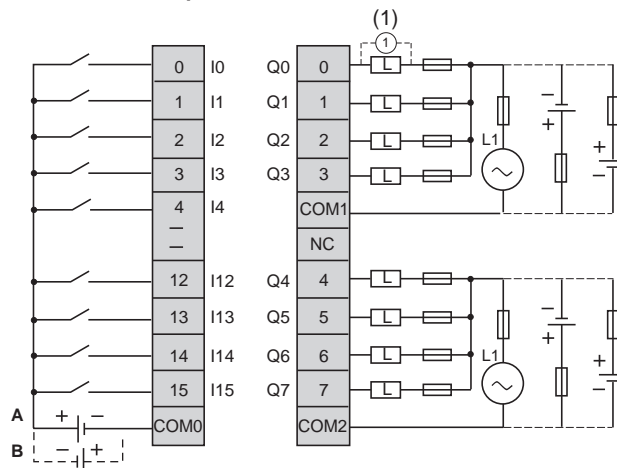 (1)
1
0 I0 Q0 0 L
1 I1 Q1 1 L
2 I2 Q2 2 L L1
3 I3 Q3 3 L
4 I4 COM1
NC
12 I12 Q4 4 L
13 I13 Q5 5 L
14 I14 Q6 6 L L1
15 I15 Q7 7 L
A + − COM0 COM2
B − +
− +
+ −
− +
+ −